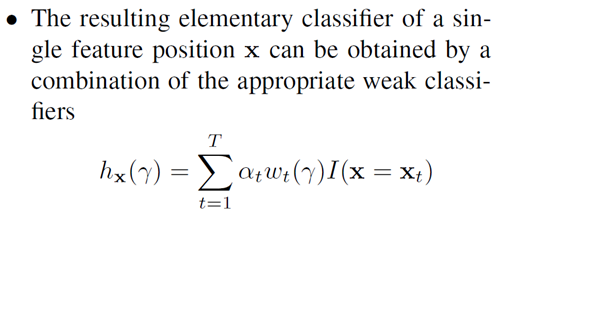 • The resulting elementary classifier of a sin-
gle feature position x can be obtained by a
combination of the appropriate weak classi-
fiers
h_x(γ) = ∑_{t=1}^{T} α_t w_t(γ) I(x = x_t)